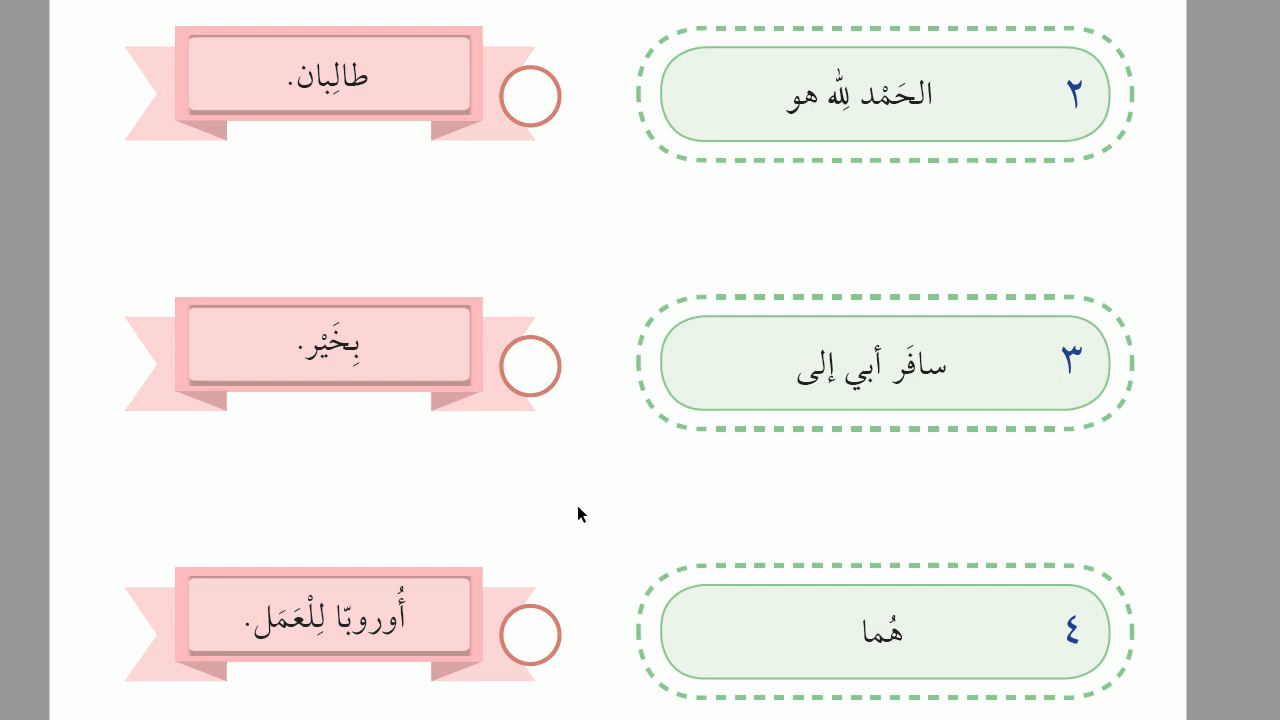 ٢ الحَمْد لِلّٰه هو
طالِبان.
٣ سافَر أبي إلى
بِخَيْر.
٤ هُما
أُوروبّا لِلْعَمَل.